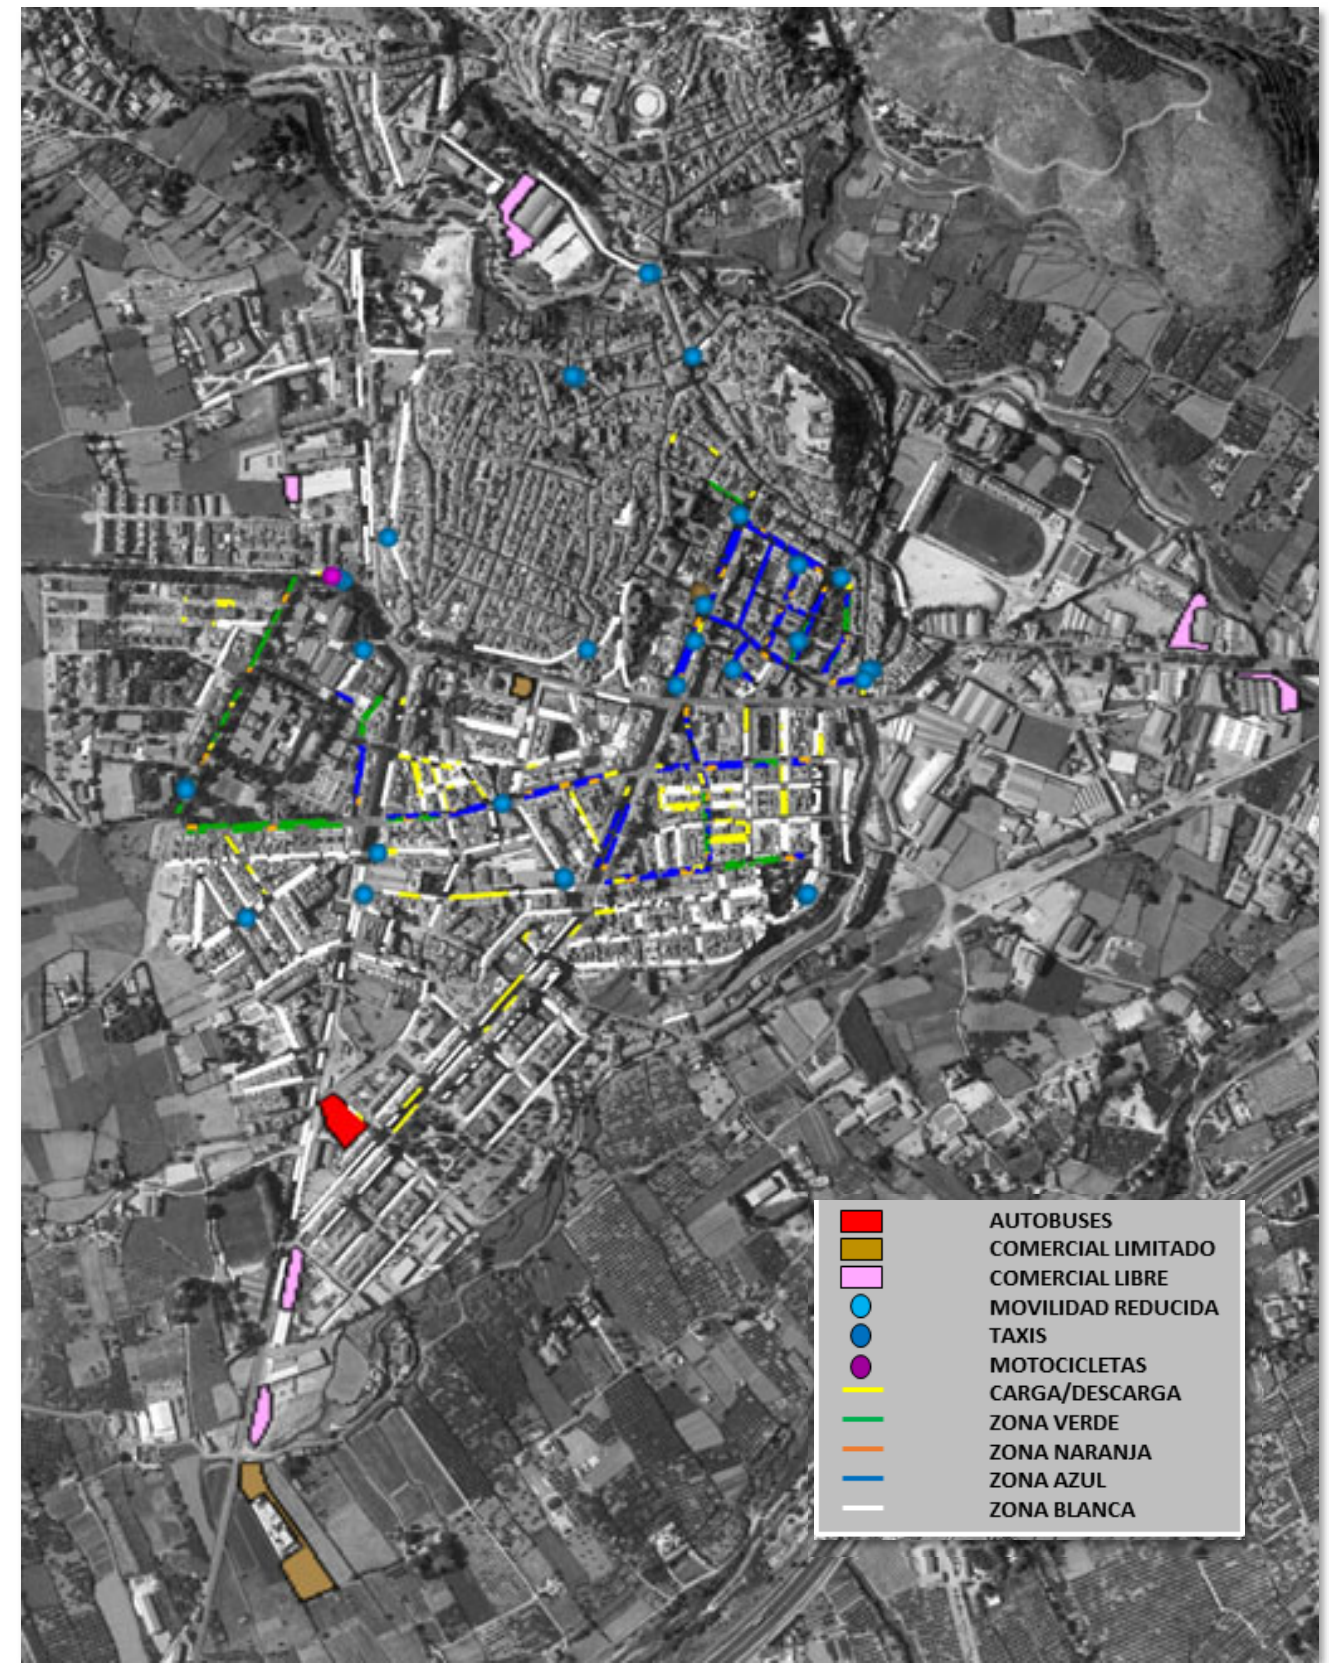 AUTOBUSES
COMERCIAL LIMITADO
COMERCIAL LIBRE
MOVILIDAD REDUCIDA
TAXIS
MOTOCICLETAS
CARGA/DESCARGA
ZONA VERDE
ZONA NARANJA
ZONA AZUL
ZONA BLANCA